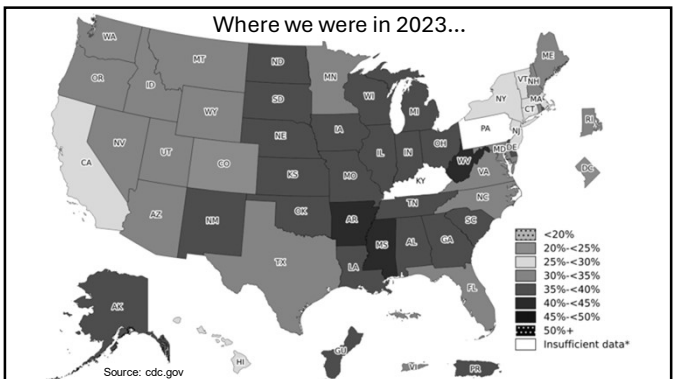 Where we were in 2023...
WA
MT
ND
MN
ME
OR
ID
SD
WI
MI
VT
NH
NY
MA
CT
RI
WY
NE
IA
PA
NJ
NV
UT
CO
IL
IN
OH
MD
DE
DC
CA
KS
MO
WV
VA
KY
AZ
NM
OK
AR
TN
NC
SC
TX
LA
MS
AL
GA
FL
AK
HI
GU
VI
PR
<20%
20%-<25%
25%-<30%
30%-<35%
35%-<40%
40%-<45%
45%-<50%
50%+
Insufficient data*
Source: cdc.gov